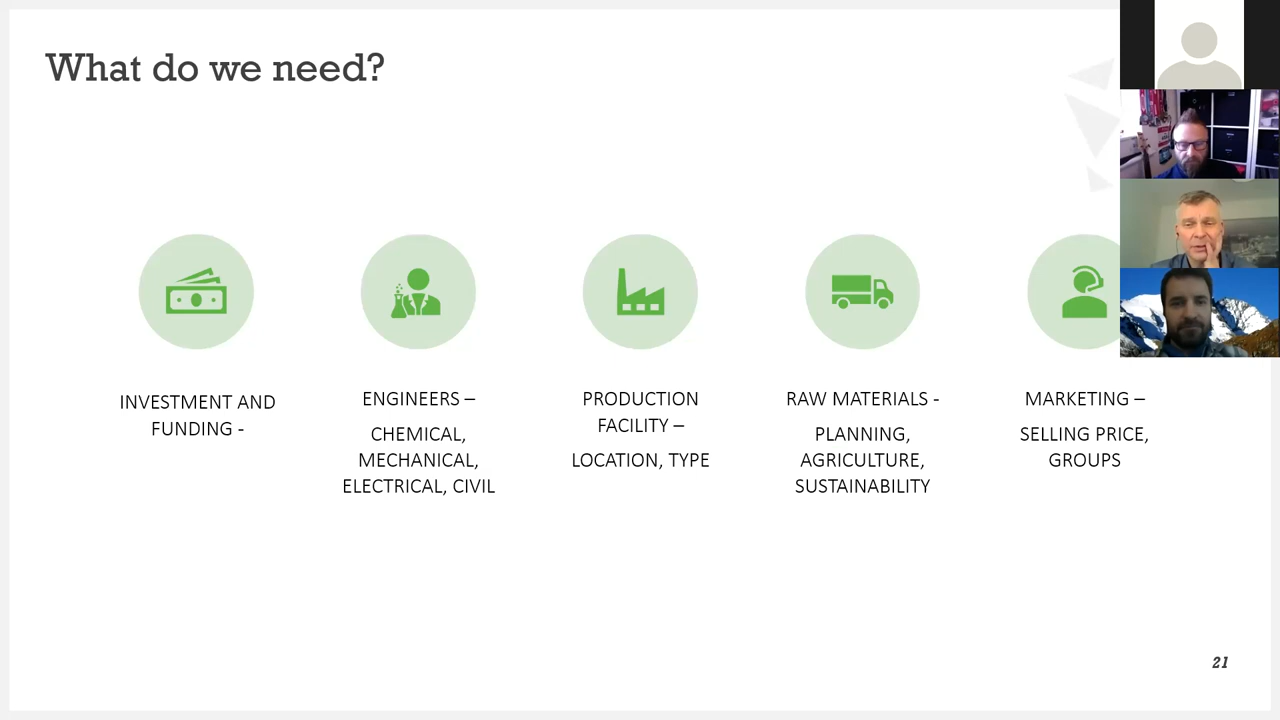 What do we need?
INVESTMENT AND
FUNDING -
ENGINEERS –
CHEMICAL,
MECHANICAL,
ELECTRICAL, CIVIL
PRODUCTION
FACILITY –
LOCATION, TYPE
RAW MATERIALS -
PLANNING,
AGRICULTURE,
SUSTAINABILITY
MARKETING –
SELLING PRICE,
GROUPS
21